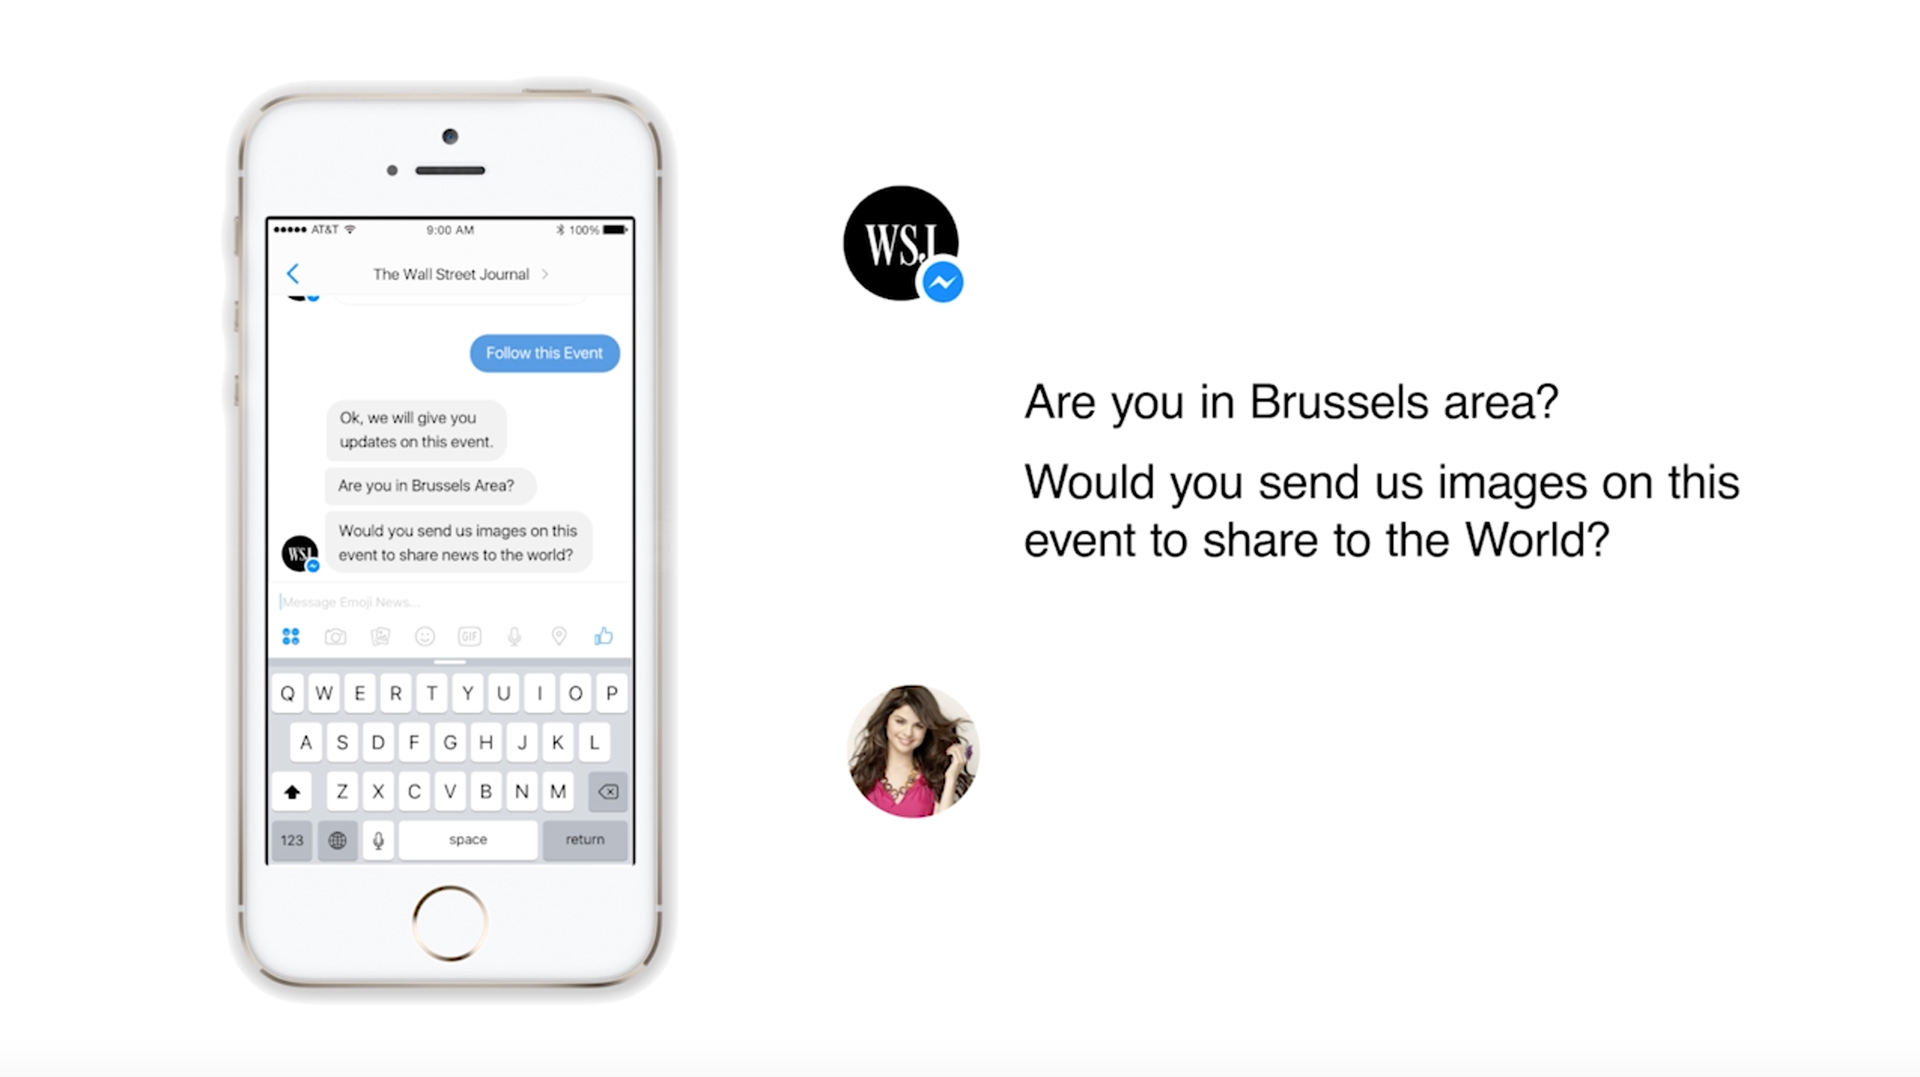 AT&T
9:00 AM
100%
The Wall Street Journal
Follow this Event
Ok, we will give you
updates on this event.
Are you in Brussels Area?
Would you send us images on this
event to share news to the world?
WSJ
Message Emoji News...
GIF
Q W E R T Y U I O P
A S D F G H J K L
Z X C V B N M
123 space return
WSJ
Are you in Brussels area?
Would you send us images on this
event to share to the World?